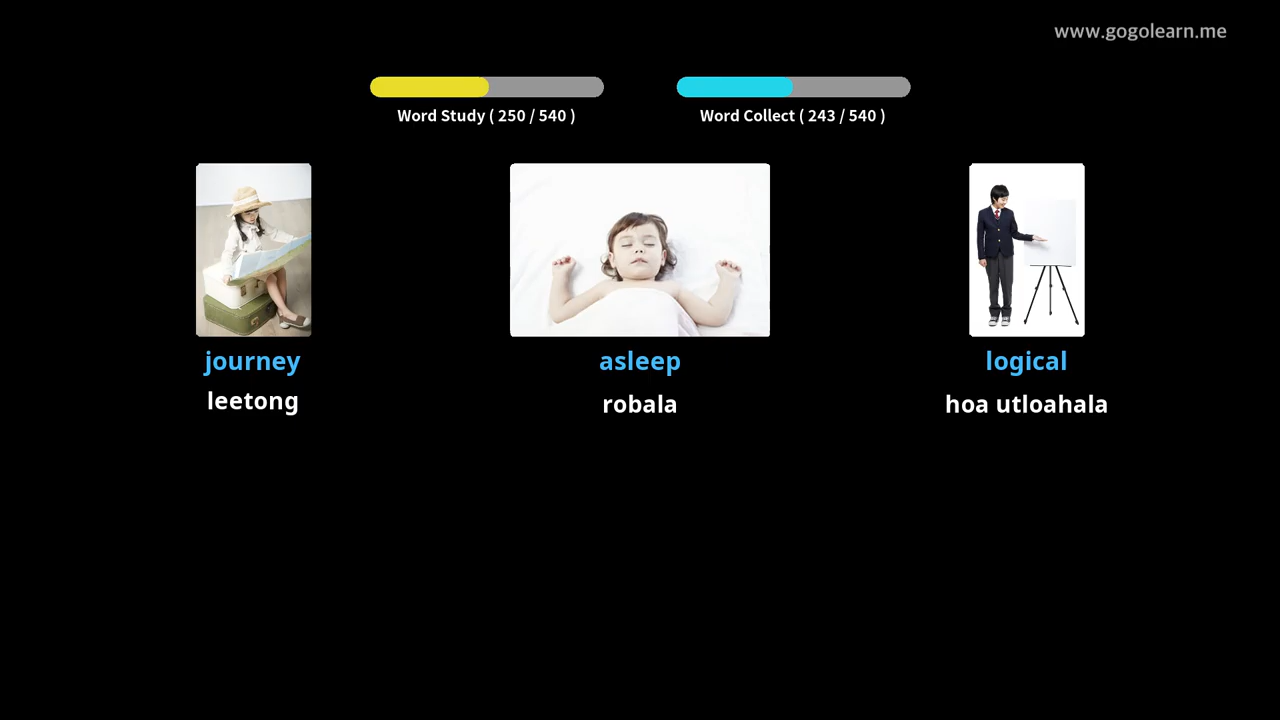 www.gogolearn.me
Word Study ( 250 / 540 )
Word Collect ( 243 / 540 )
journey
leetong
asleep
robala
logical
hoa utloahala